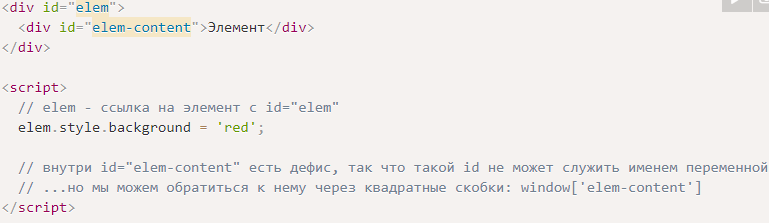 <div id="elem">
<div id="elem-content">Элемент</div>
</div>
<script>
// elem - ссылка на элемент с id="elem"
elem.style.background = 'red';
// внутри id="elem-content" есть дефис, так что такой id не может служить именем переменной
// ...но мы можем обратиться к нему через квадратные скобки: window['elem-content']
</script>